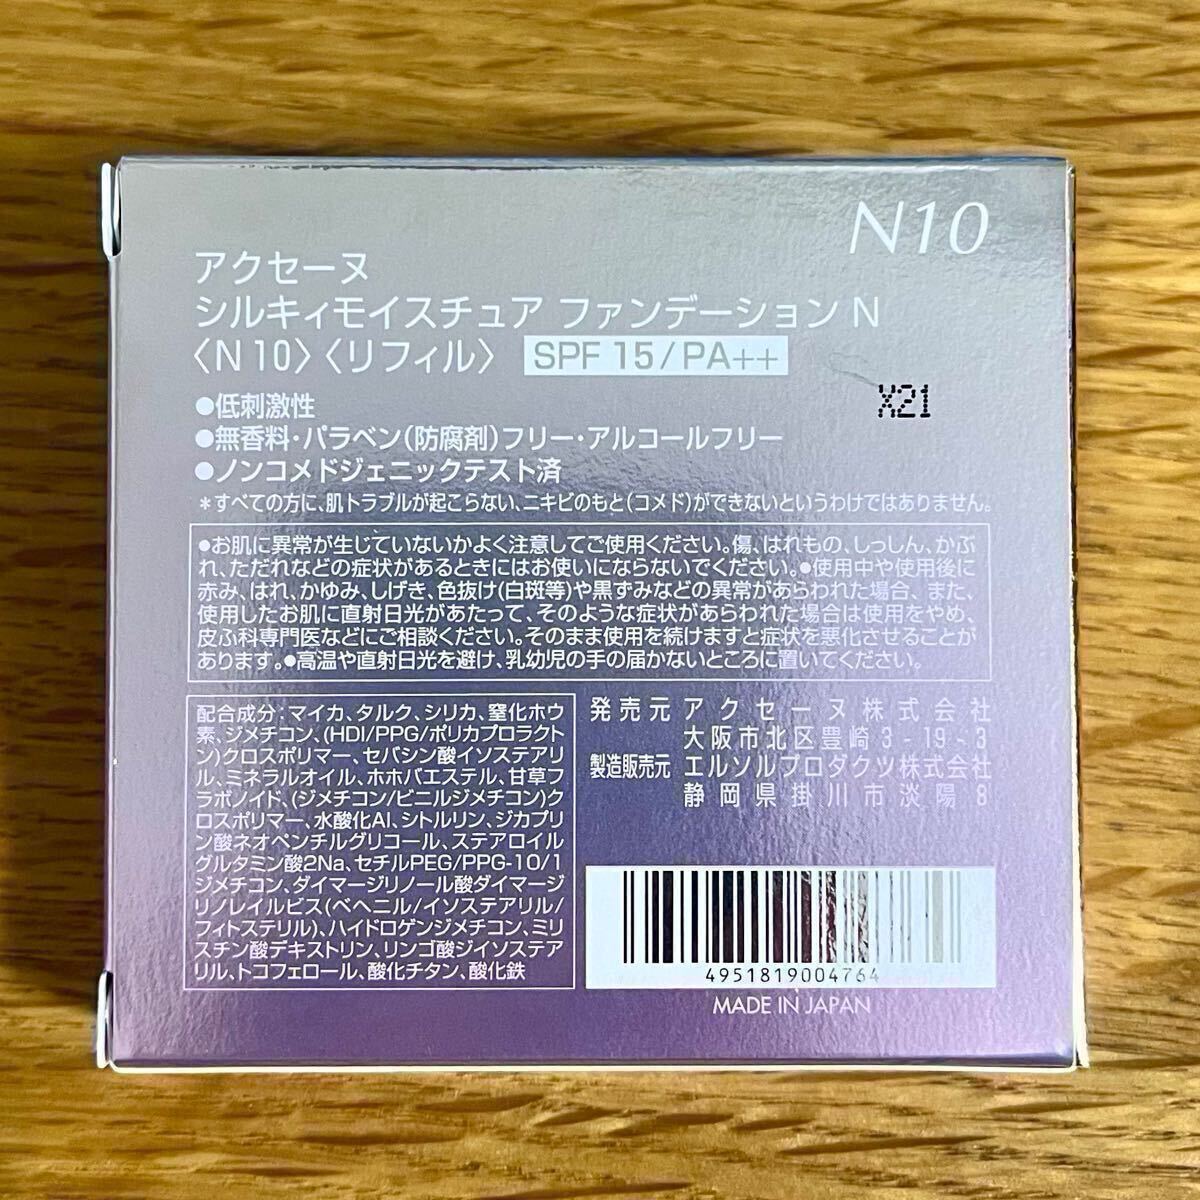 N10
アクセーヌ
シルキィモイスチュア ファンデーション N
〈N 10〉〈リフィル〉 SPF 15/PA++
X21
●低刺激性
●無香料・パラベン(防腐剤)フリー・アルコールフリー
●ノンコメドジェニックテスト済
*すべての方に、肌トラブルが起こらない、ニキビのもと(コメド)ができないというわけではありません。
●お肌に異常が生じていないかよく注意してご使用ください。傷、はれもの、しっしん、かぶ
れ、ただれなどの症状があるときにはお使いにならないでください。●使用中や使用後に
赤み、はれ、かゆみ、しげき、色抜け(白斑等)や黒ずみなどの異常があらわれた場合、また、
使用したお肌に直射日光があたって、そのような症状があらわれた場合は使用をやめ、
皮ふ科専門医などにご相談ください。そのまま使用を続けますと症状を悪化させることが
あります。●高温や直射日光を避け、乳幼児の手の届かないところに置いてください。
配合成分:マイカ、タルク、シリカ、窒化ホウ
素、ジメチコン、(HDI/PPG/ポリカプロラクト
ン)クロスポリマー、セバシン酸イソステアリ
ル、ミネラルオイル、ホホバエステル、甘草フ
ラボノイド、(ジメチコン/ビニルジメチコン)ク
ロスポリマー、水酸化Al、シトルリン、ジカプリ
ン酸ネオペンチルグリコール、ステアロイル
グルタミン酸2Na、セチルPEG/PPG-10/1
ジメチコン、ダイマージリノール酸ダイマージ
リノレイルビス(ベヘニル/イソステアリル/
フィトステリル)、ハイドロゲンジメチコン、ミリ
スチン酸デキストリン、リンゴ酸ジイソステア
リル、トコフェロール、酸化チタン、酸化鉄
発売元 アクセーヌ株式会社
大阪市北区豊崎3-19-3
製造販売元 エルソルプロダクツ株式会社
静岡県掛川市淡陽8
4951819004764
MADE IN JAPAN